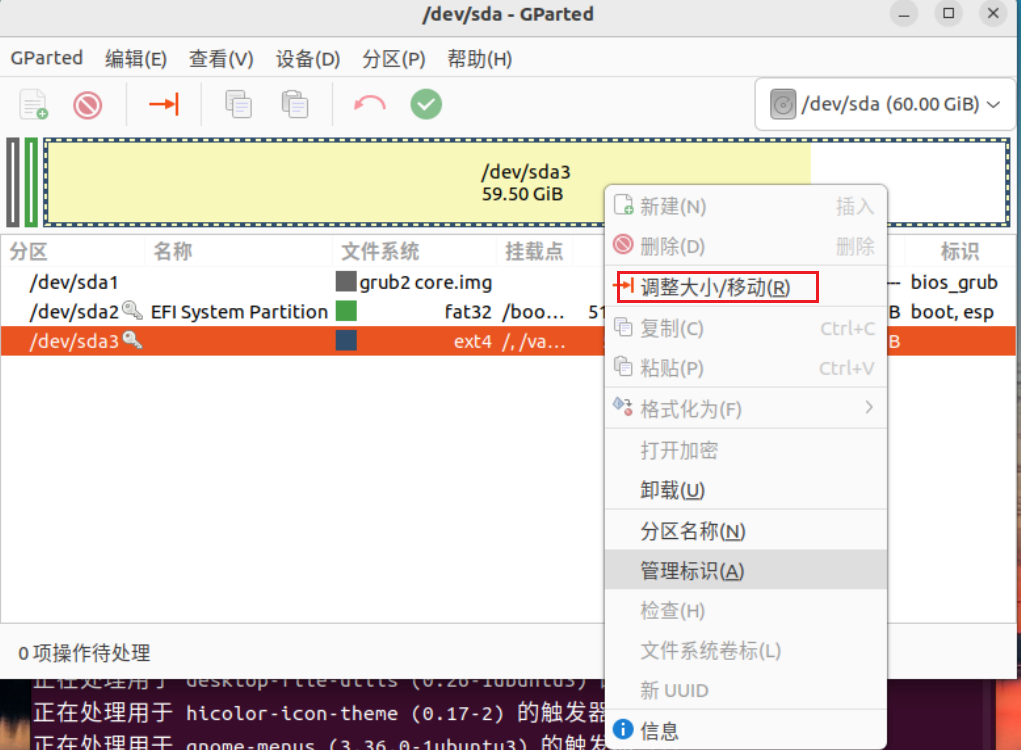 /dev/sda - GParted
GParted 编辑(E) 查看(V) 设备(D) 分区(P) 帮助(H)
/dev/sda (60.00 GiB)
/dev/sda3
59.50 GiB
分区 名称 文件系统 挂载点 标识
/dev/sda1 grub2 core.img --- bios_grub
/dev/sda2 EFI System Partition fat32 /boo... 51 B boot, esp
/dev/sda3 ext4 /, /va... B
新建(N) 插入
删除(D) 删除
调整大小/移动(R)
复制(C) Ctrl+C
粘贴(P) Ctrl+V
格式化为(F)
打开加密
卸载(U)
分区名称(N)
管理标识(A)
检查(H)
文件系统卷标(L)
新 UUID
信息
0 项操作待处理
正在处理用于 desktop-file-utils (0.26-1ubuntu3)
正在处理用于 hicolor-icon-theme (0.17-2) 的触发器
正在处理用于 gnome-menus (3.36.0-1ubuntu3) 的触发